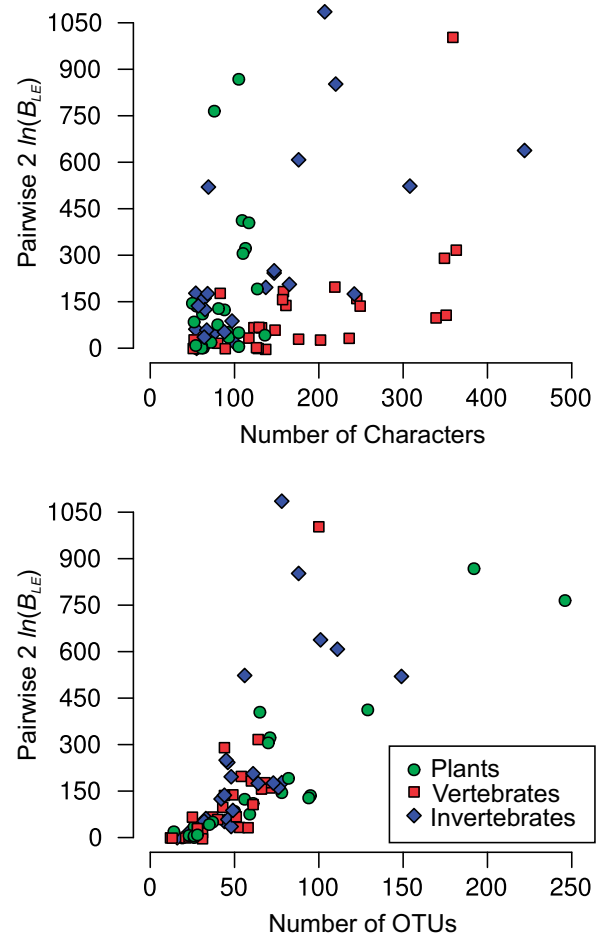 1050
900
750
600
450
300
150
0
Pairwise 2 ln(B_LE)
0 100 200 300 400 500
Number of Characters
1050
900
750
600
450
300
150
0
Pairwise 2 ln(B_LE)
Plants
Vertebrates
Invertebrates
0 50 100 150 200 250
Number of OTUs